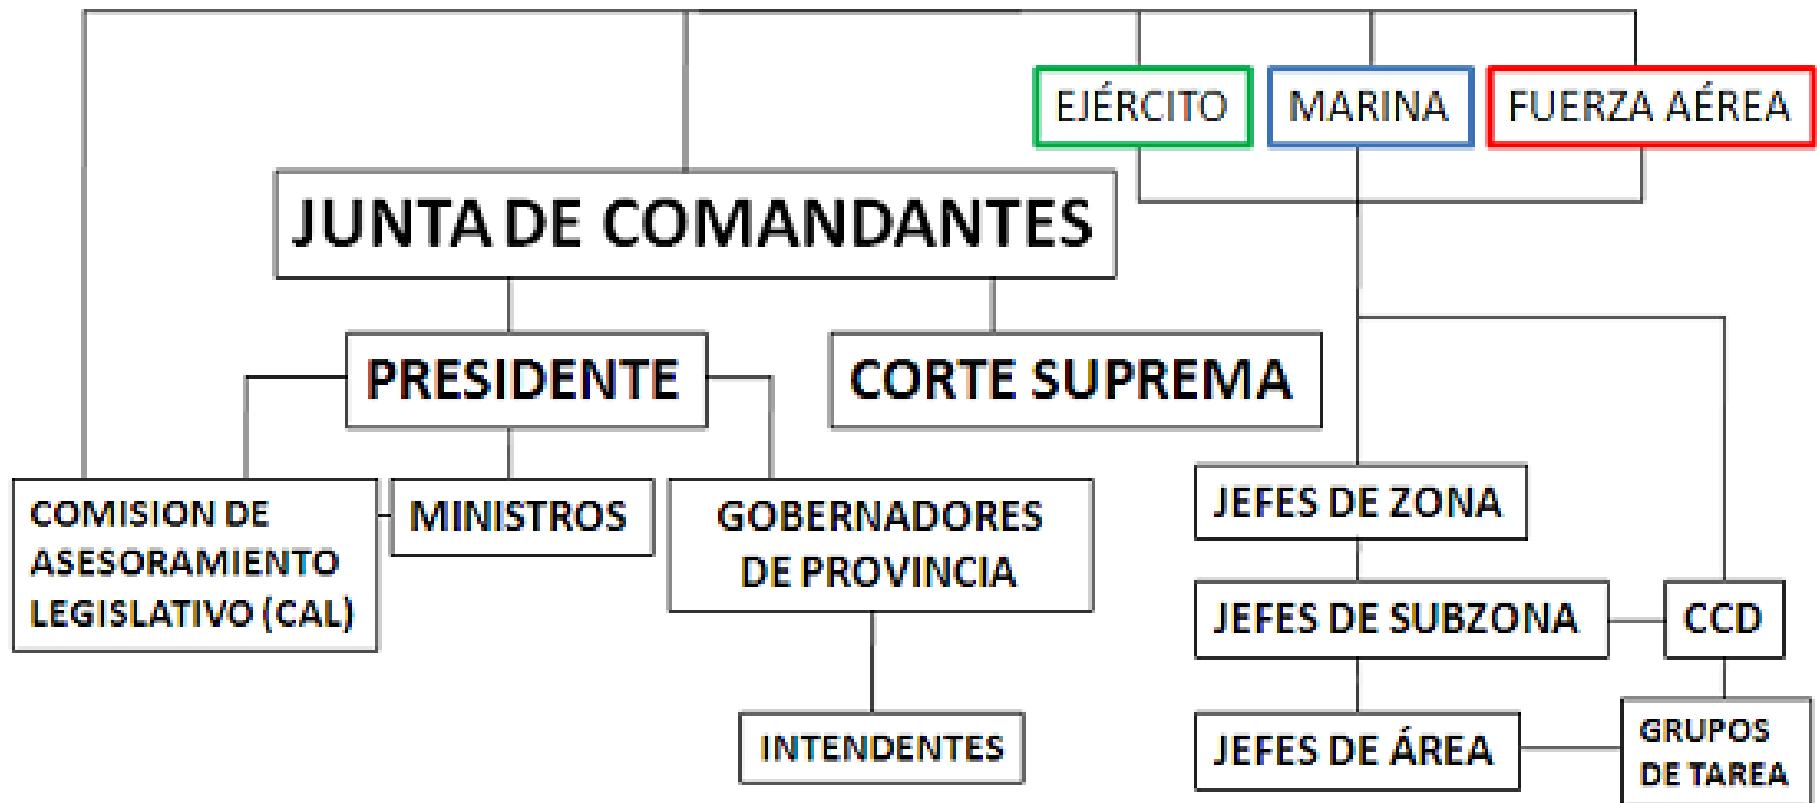 EJÉRCITO
MARINA
FUERZA AÉREA
JUNTA DE COMANDANTES
PRESIDENTE
CORTE SUPREMA
COMISION DE
ASESORAMIENTO
LEGISLATIVO (CAL)
MINISTROS
GOBERNADORES
DE PROVINCIA
INTENDENTES
JEFES DE ZONA
JEFES DE SUBZONA
CCD
JEFES DE ÁREA
GRUPOS
DE TAREA